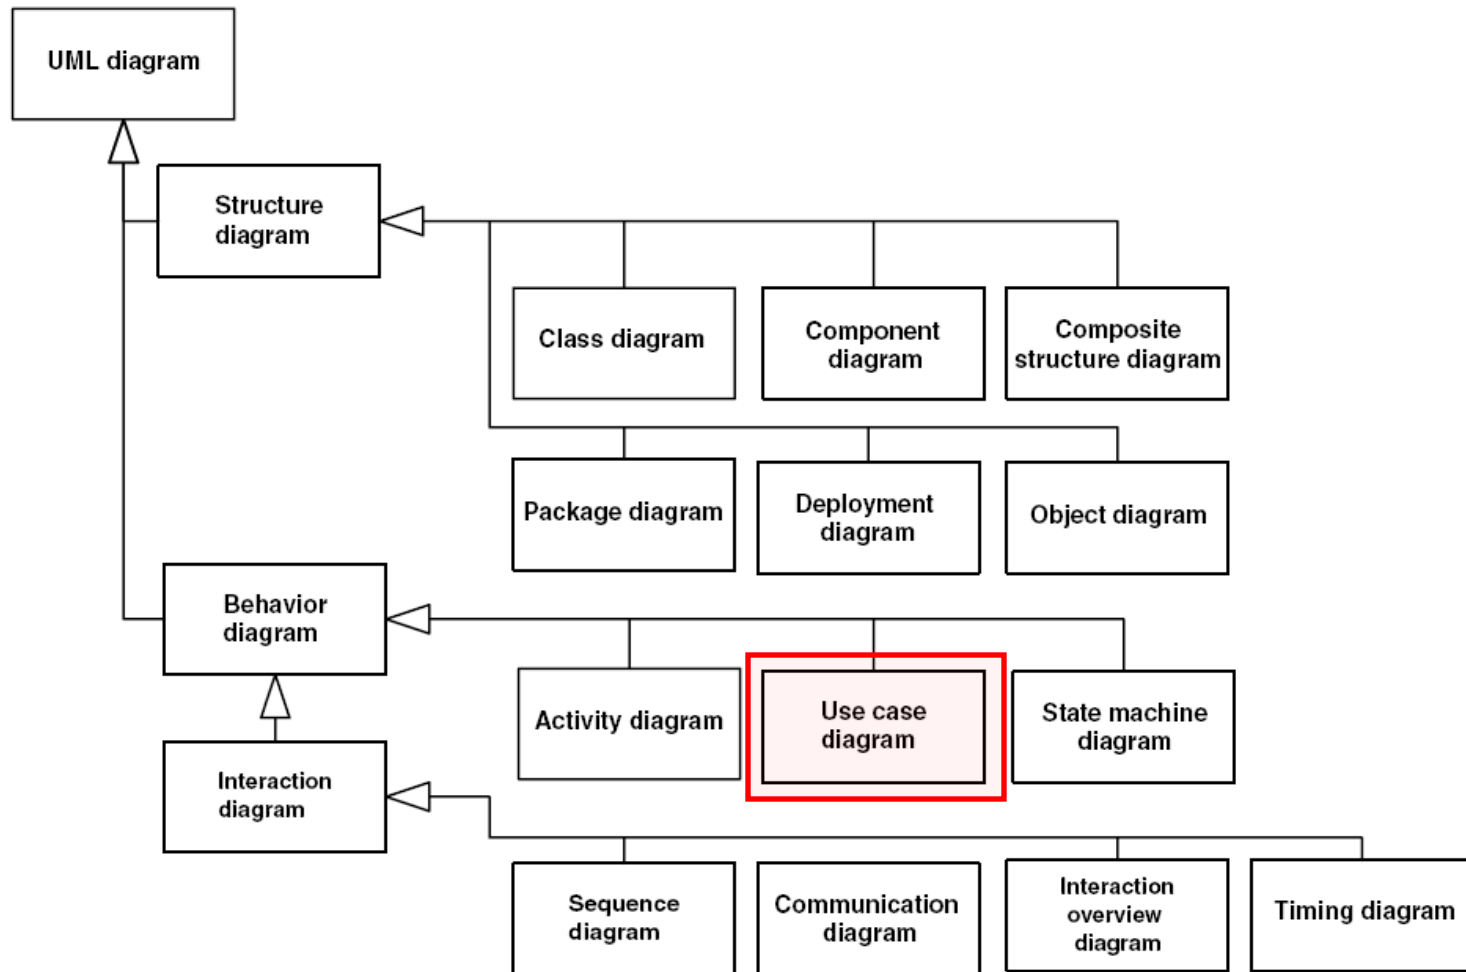 UML diagram
Structure
diagram
Class diagram
Component
diagram
Composite
structure diagram
Package diagram
Deployment
diagram
Object diagram
Behavior
diagram
Activity diagram
Use case
diagram
State machine
diagram
Interaction
diagram
Sequence
diagram
Communication
diagram
Interaction
overview
diagram
Timing diagram